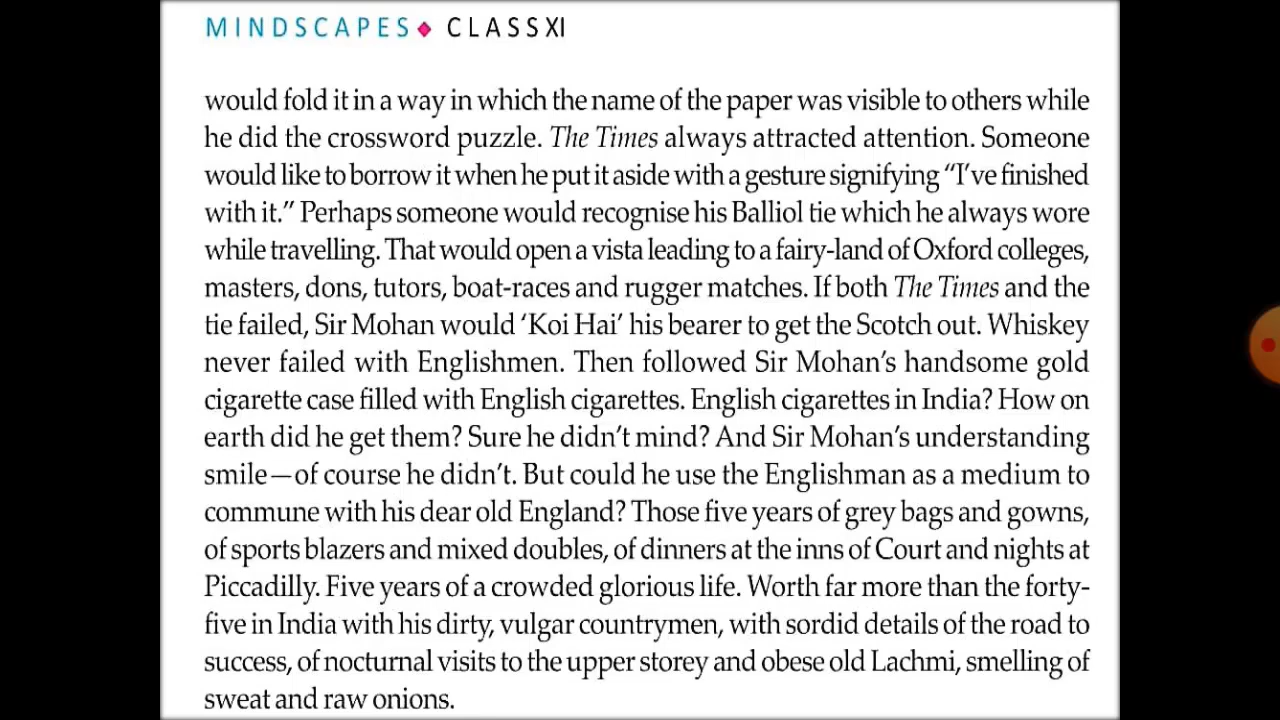 MINDSCAPES◆ CLASS XI
would fold it in a way in which the name of the paper was visible to others while
he did the crossword puzzle. The Times always attracted attention. Someone
would like to borrow it when he put it aside with a gesture signifying “I’ve finished
with it.” Perhaps someone would recognise his Balliol tie which he always wore
while travelling. That would open a vista leading to a fairy-land of Oxford colleges,
masters, dons, tutors, boat-races and rugger matches. If both The Times and the
tie failed, Sir Mohan would ‘Koi Hai’ his bearer to get the Scotch out. Whiskey
never failed with Englishmen. Then followed Sir Mohan’s handsome gold
cigarette case filled with English cigarettes. English cigarettes in India? How on
earth did he get them? Sure he didn’t mind? And Sir Mohan’s understanding
smile—of course he didn’t. But could he use the Englishman as a medium to
commune with his dear old England? Those five years of grey bags and gowns,
of sports blazers and mixed doubles, of dinners at the inns of Court and nights at
Piccadilly. Five years of a crowded glorious life. Worth far more than the forty-
five in India with his dirty, vulgar countrymen, with sordid details of the road to
success, of nocturnal visits to the upper storey and obese old Lachmi, smelling of
sweat and raw onions.